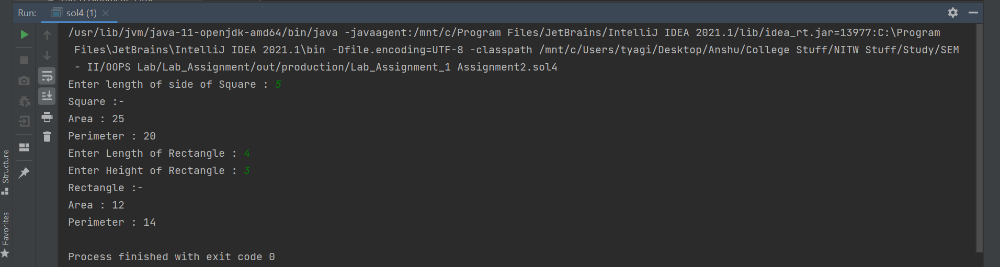 Run: sol4 (1)
/usr/lib/jvm/java-11-openjdk-amd64/bin/java -javaagent:/mnt/c/Program Files/JetBrains/IntelliJ IDEA 2021.1/lib/idea_rt.jar=13977:C:\Program
Files\JetBrains\IntelliJ IDEA 2021.1\bin -Dfile.encoding=UTF-8 -classpath /mnt/c/Users/tyagi/Desktop/Anshu/College Stuff/NITW Stuff/Study/SEM
- II/OOPS Lab/Lab_Assignment/out/production/Lab_Assignment_1 Assignment2.sol4
Enter length of side of Square : 5
Square :-
Area : 25
Perimeter : 20
Enter Length of Rectangle : 4
Enter Height of Rectangle : 3
Rectangle :-
Area : 12
Perimeter : 14
Process finished with exit code 0
Structure
Favorites